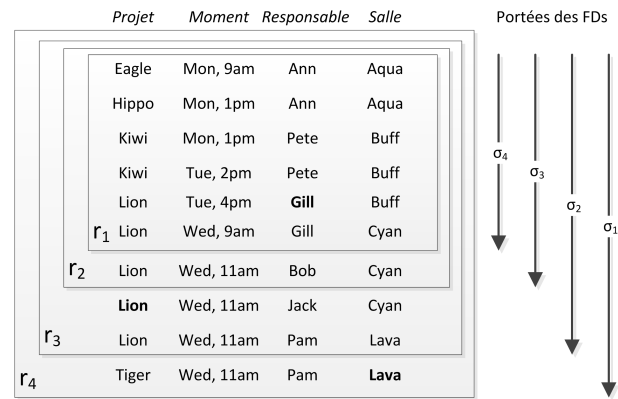 Projet Moment Responsable Salle Portées des FDs
Eagle Mon, 9am Ann Aqua
Hippo Mon, 1pm Ann Aqua
Kiwi Mon, 1pm Pete Buff
σ4
Kiwi Tue, 2pm Pete Buff
σ3
Lion Tue, 4pm Gill Buff
σ2
r1 Lion Wed, 9am Gill Cyan
σ1
r2 Lion Wed, 11am Bob Cyan
Lion Wed, 11am Jack Cyan
r3 Lion Wed, 11am Pam Lava
r4 Tiger Wed, 11am Pam Lava